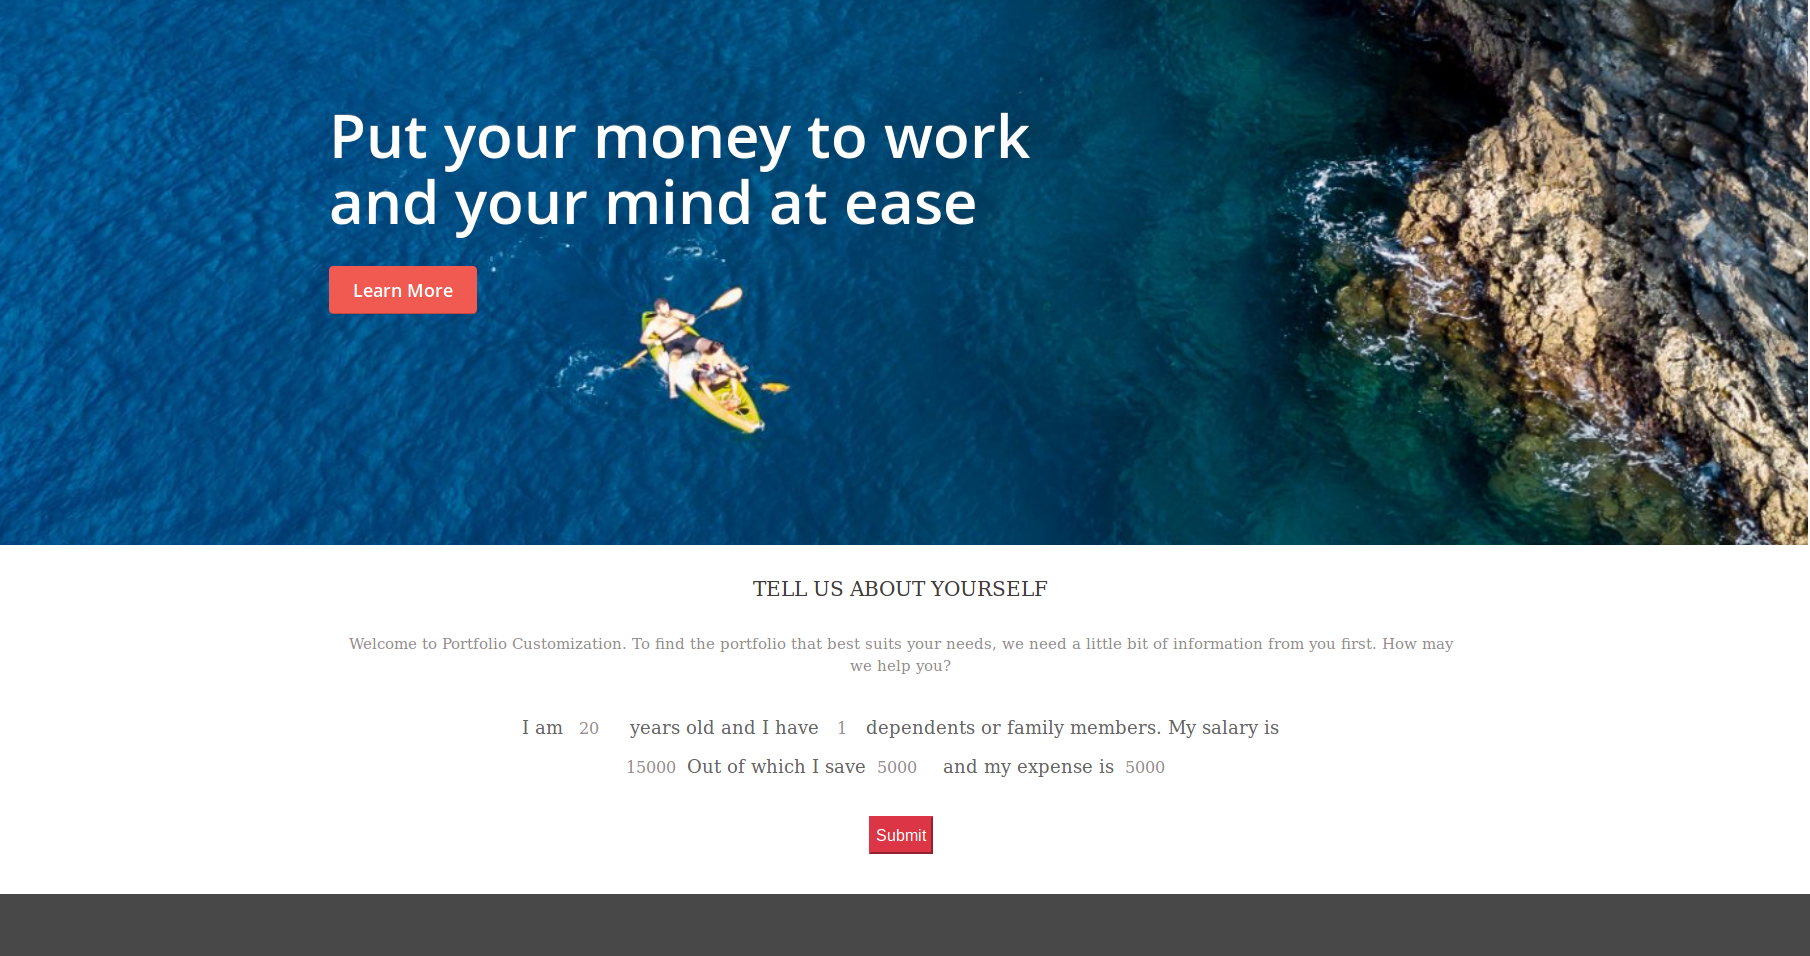 Put your money to work
and your mind at ease
Learn More
TELL US ABOUT YOURSELF
Welcome to Portfolio Customization. To find the portfolio that best suits your needs, we need a little bit of information from you first. How may
we help you?
I am 20 years old and I have 1 dependents or family members. My salary is
15000 Out of which I save 5000 and my expense is 5000
Submit